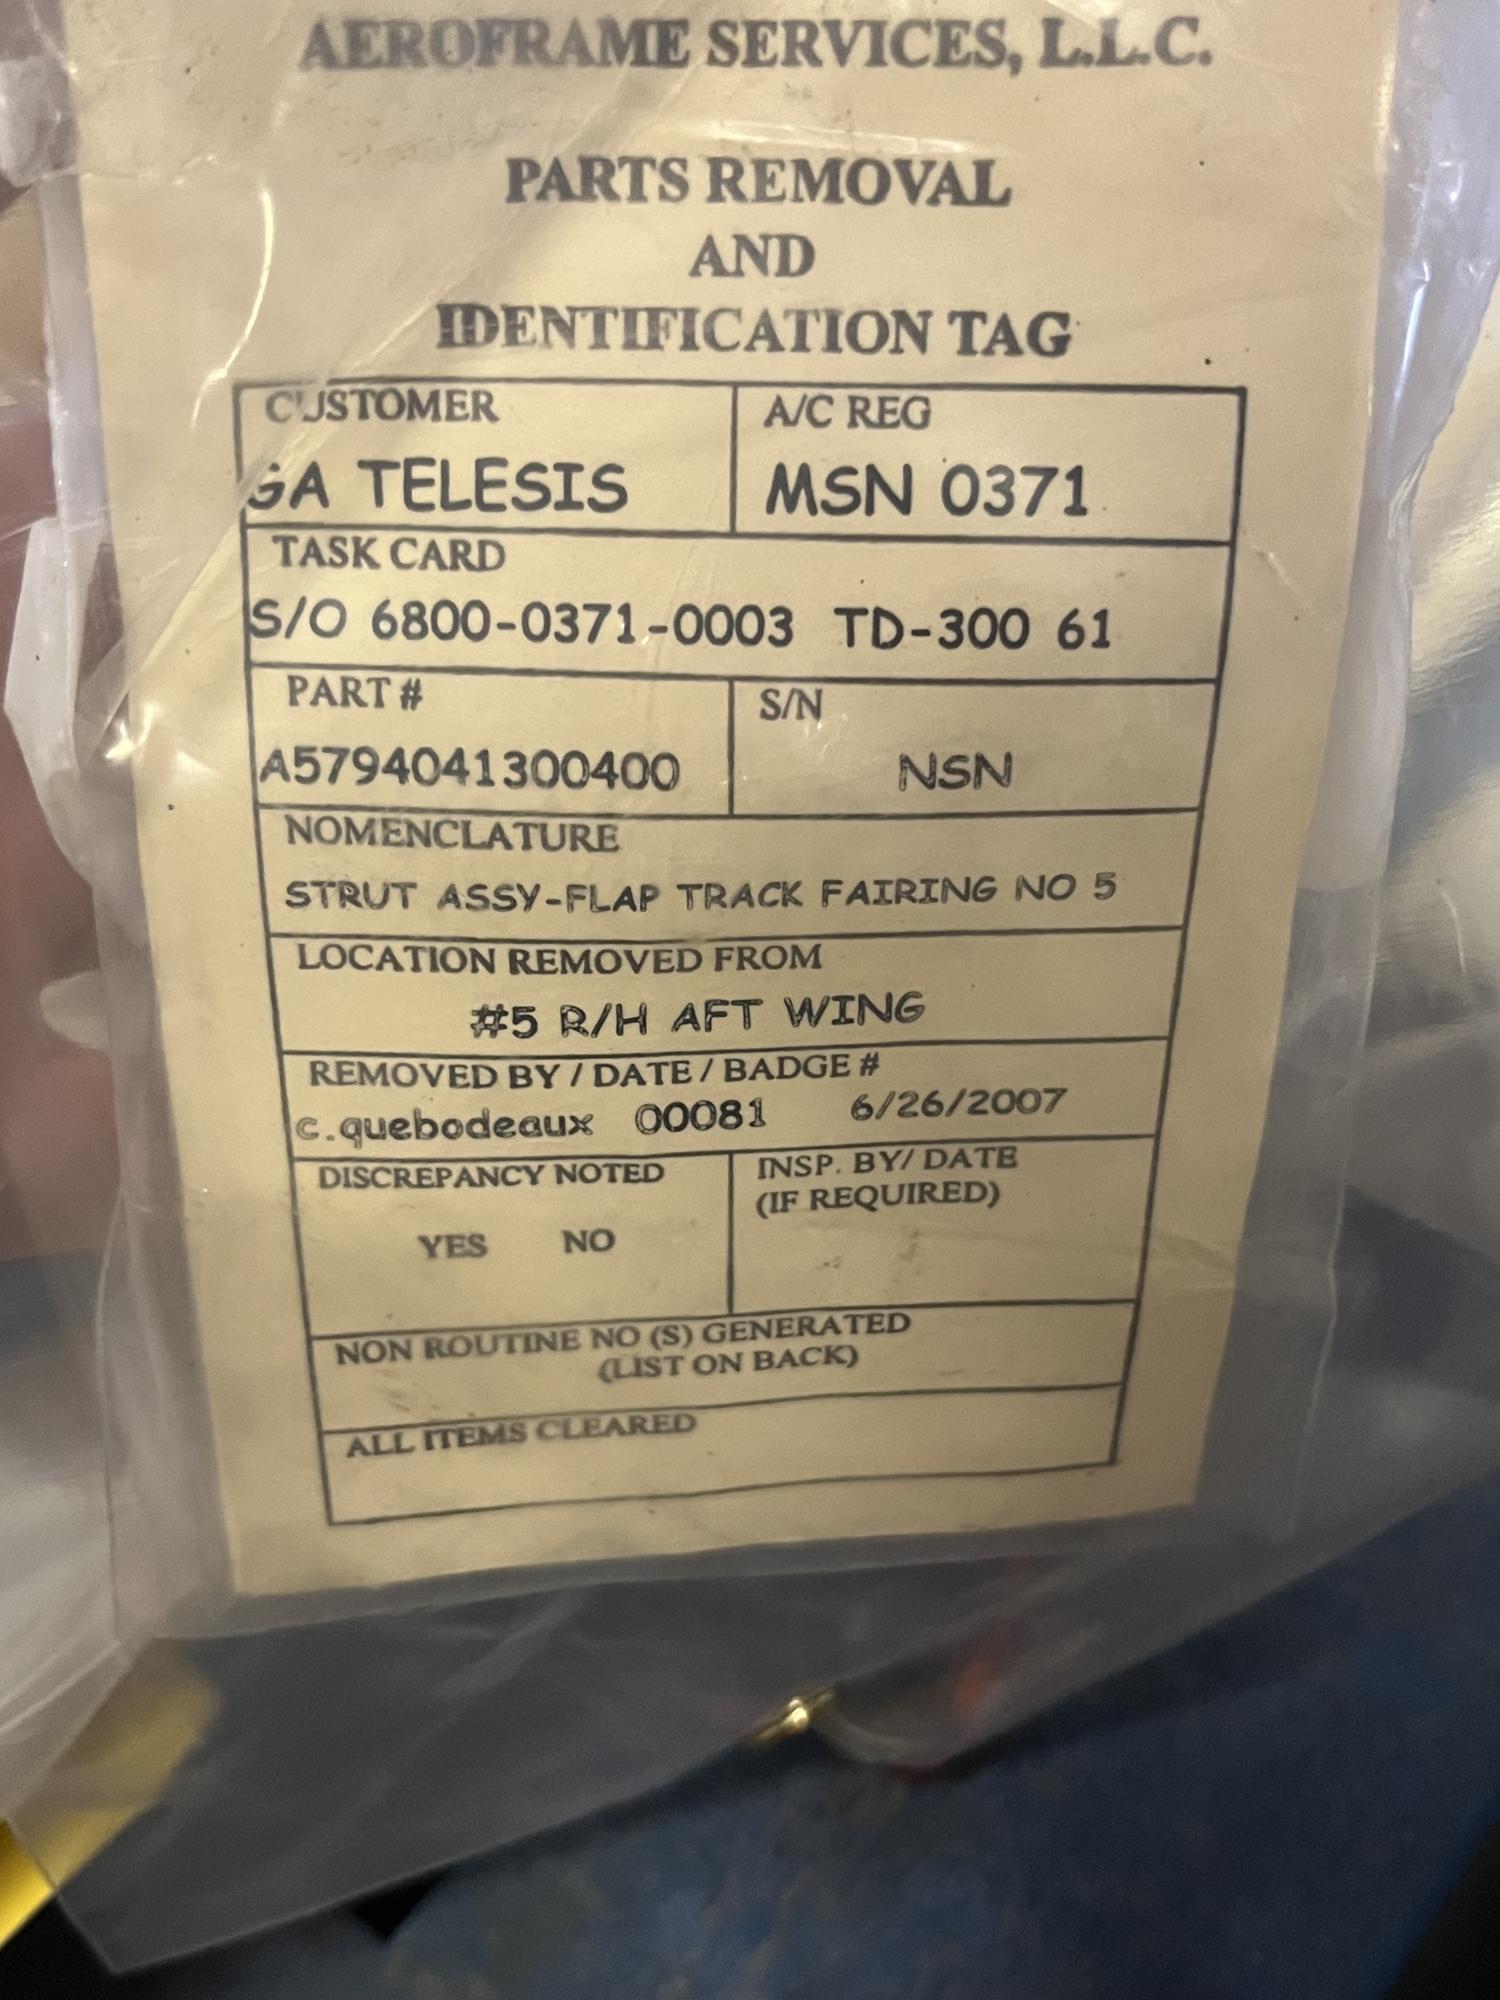 AEROFRAME SERVICES, L.L.C.
PARTS REMOVAL
AND
IDENTIFICATION TAG
CUSTOMER
GA TELESIS
A/C REG
MSN 0371
TASK CARD
S/O 6800-0371-0003 TD-300 61
PART #
A5794041300400
S/N
NSN
NOMENCLATURE
STRUT ASSY-FLAP TRACK FAIRING NO 5
LOCATION REMOVED FROM
#5 R/H AFT WING
REMOVED BY / DATE / BADGE #
c.quebodeaux 00081 6/26/2007
DISCREPANCY NOTED
YES NO
INSP. BY/ DATE
(IF REQUIRED)
NON ROUTINE NO (S) GENERATED
(LIST ON BACK)
ALL ITEMS CLEARED